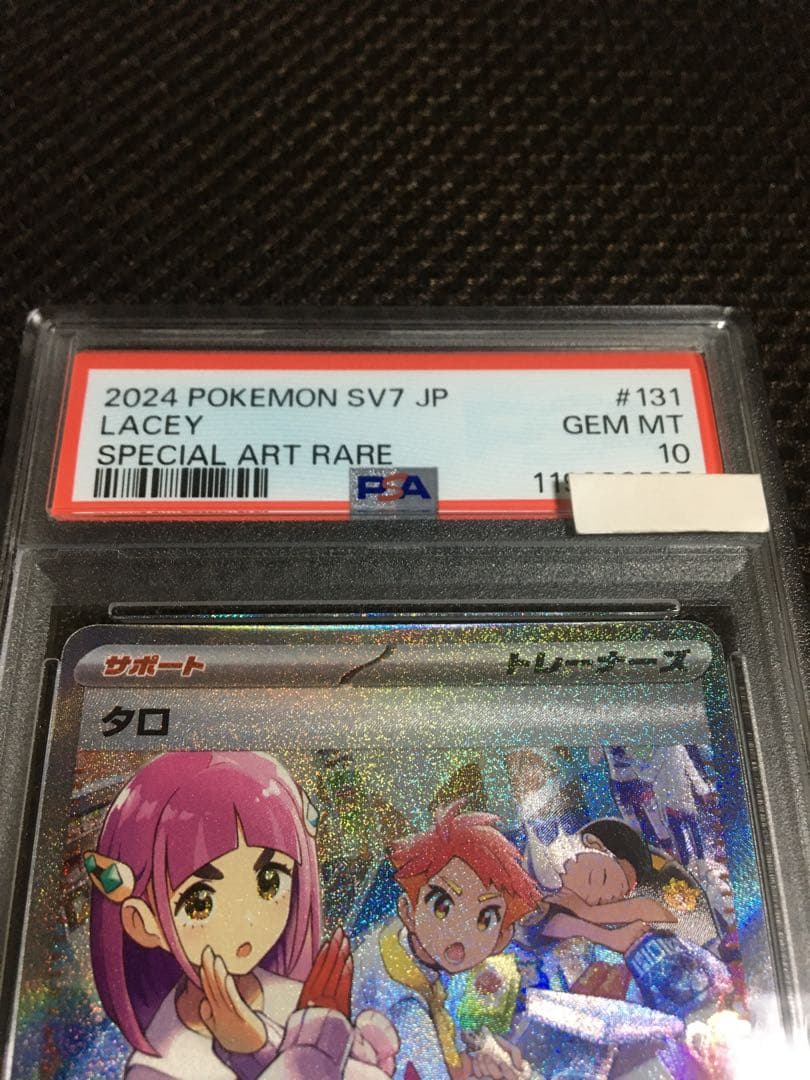 2024 POKEMON SV7 JP #131
LACEY GEM MT
SPECIAL ART RARE 10
PSA
サポート トレーナーズ
タロ